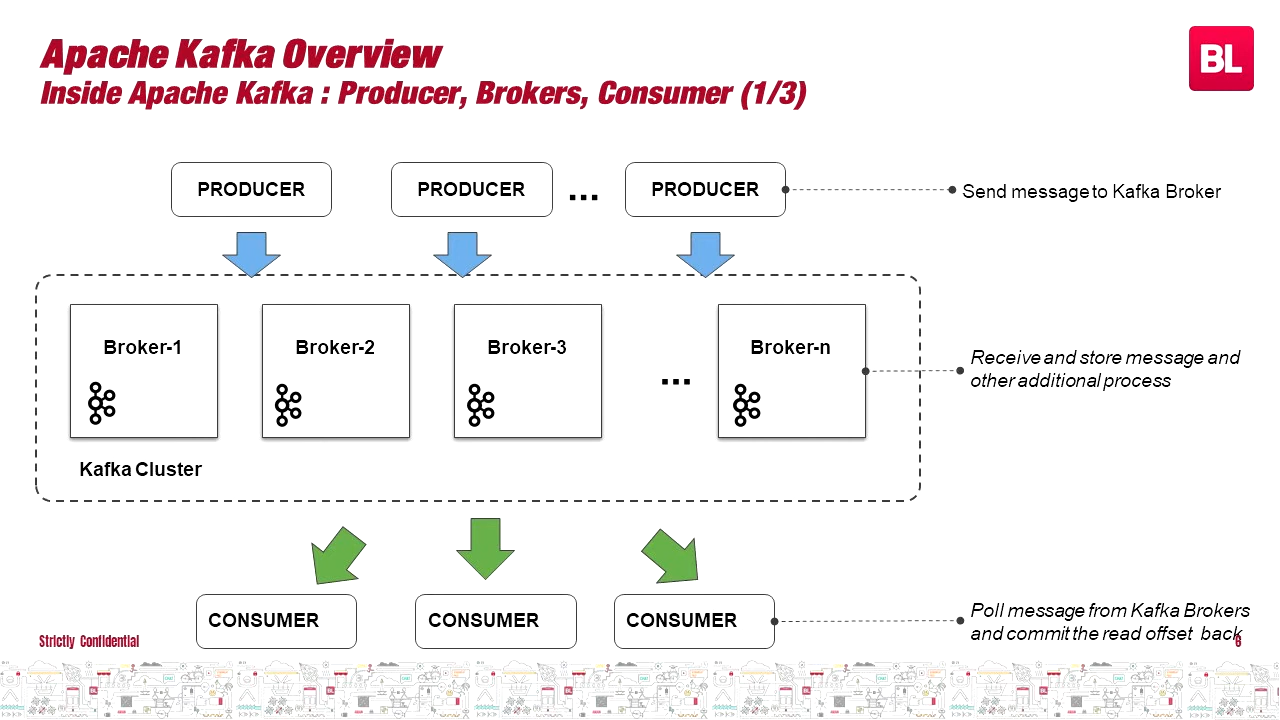 Apache Kafka Overview
Inside Apache Kafka : Producer, Brokers, Consumer (1/3)
BL
PRODUCER
PRODUCER
...
PRODUCER
Send message to Kafka Broker
Broker-1
Broker-2
Broker-3
...
Broker-n
Receive and store message and
other additional process
Kafka Cluster
CONSUMER
CONSUMER
CONSUMER
Poll message from Kafka Brokers
and commit the read offset back
Strictly Confidential
6